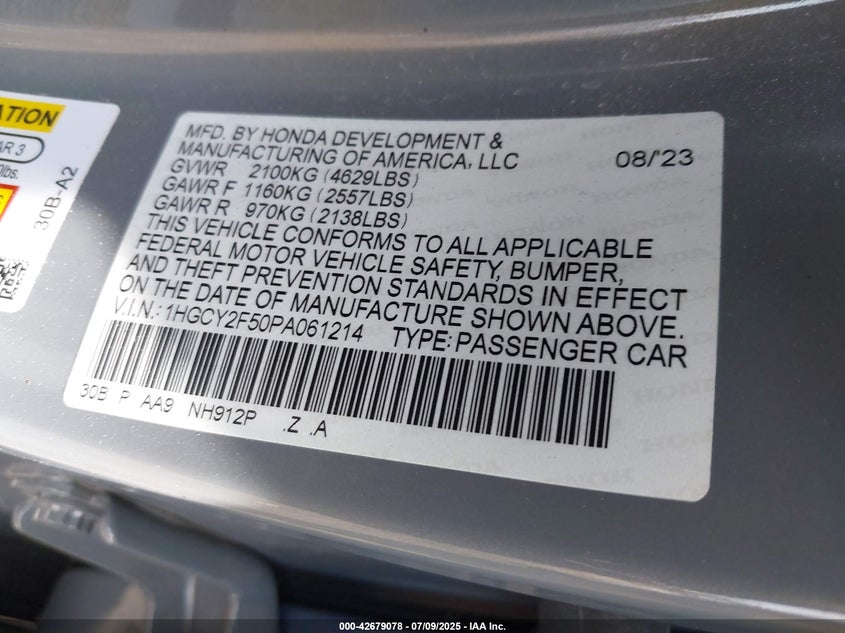 ATION
AR 3
lbs.
30B-A2
MFD. BY HONDA DEVELOPMENT &
MANUFACTURING OF AMERICA, LLC 08/'23
GVWR 2100KG (4629LBS)
GAWR F 1160KG (2557LBS)
GAWR R 970KG (2138LBS)
THIS VEHICLE CONFORMS TO ALL APPLICABLE
FEDERAL MOTOR VEHICLE SAFETY, BUMPER,
AND THEFT PREVENTION STANDARDS IN EFFECT
ON THE DATE OF MANUFACTURE SHOWN ABOVE.
V.I.N.: 1HGCY2F50PA061214 TYPE: PASSENGER CAR
30B P AA9 NH912P .Z .A
000-42679078 - 07/09/2025 - IAA Inc.